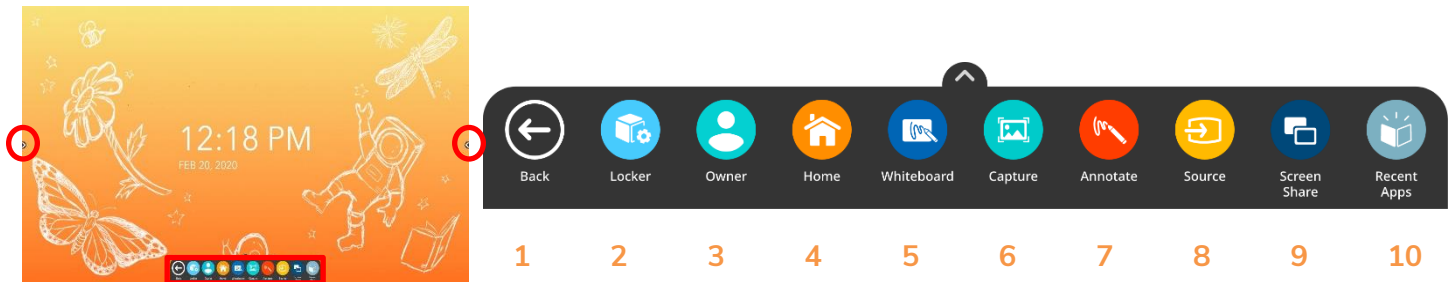 12:18 PM
FEB 20, 2020
Back
Locker
Owner
Home
Whiteboard
Capture
Annotate
Source
Screen
Share
Recent
Apps
1 2 3 4 5 6 7 8 9 10